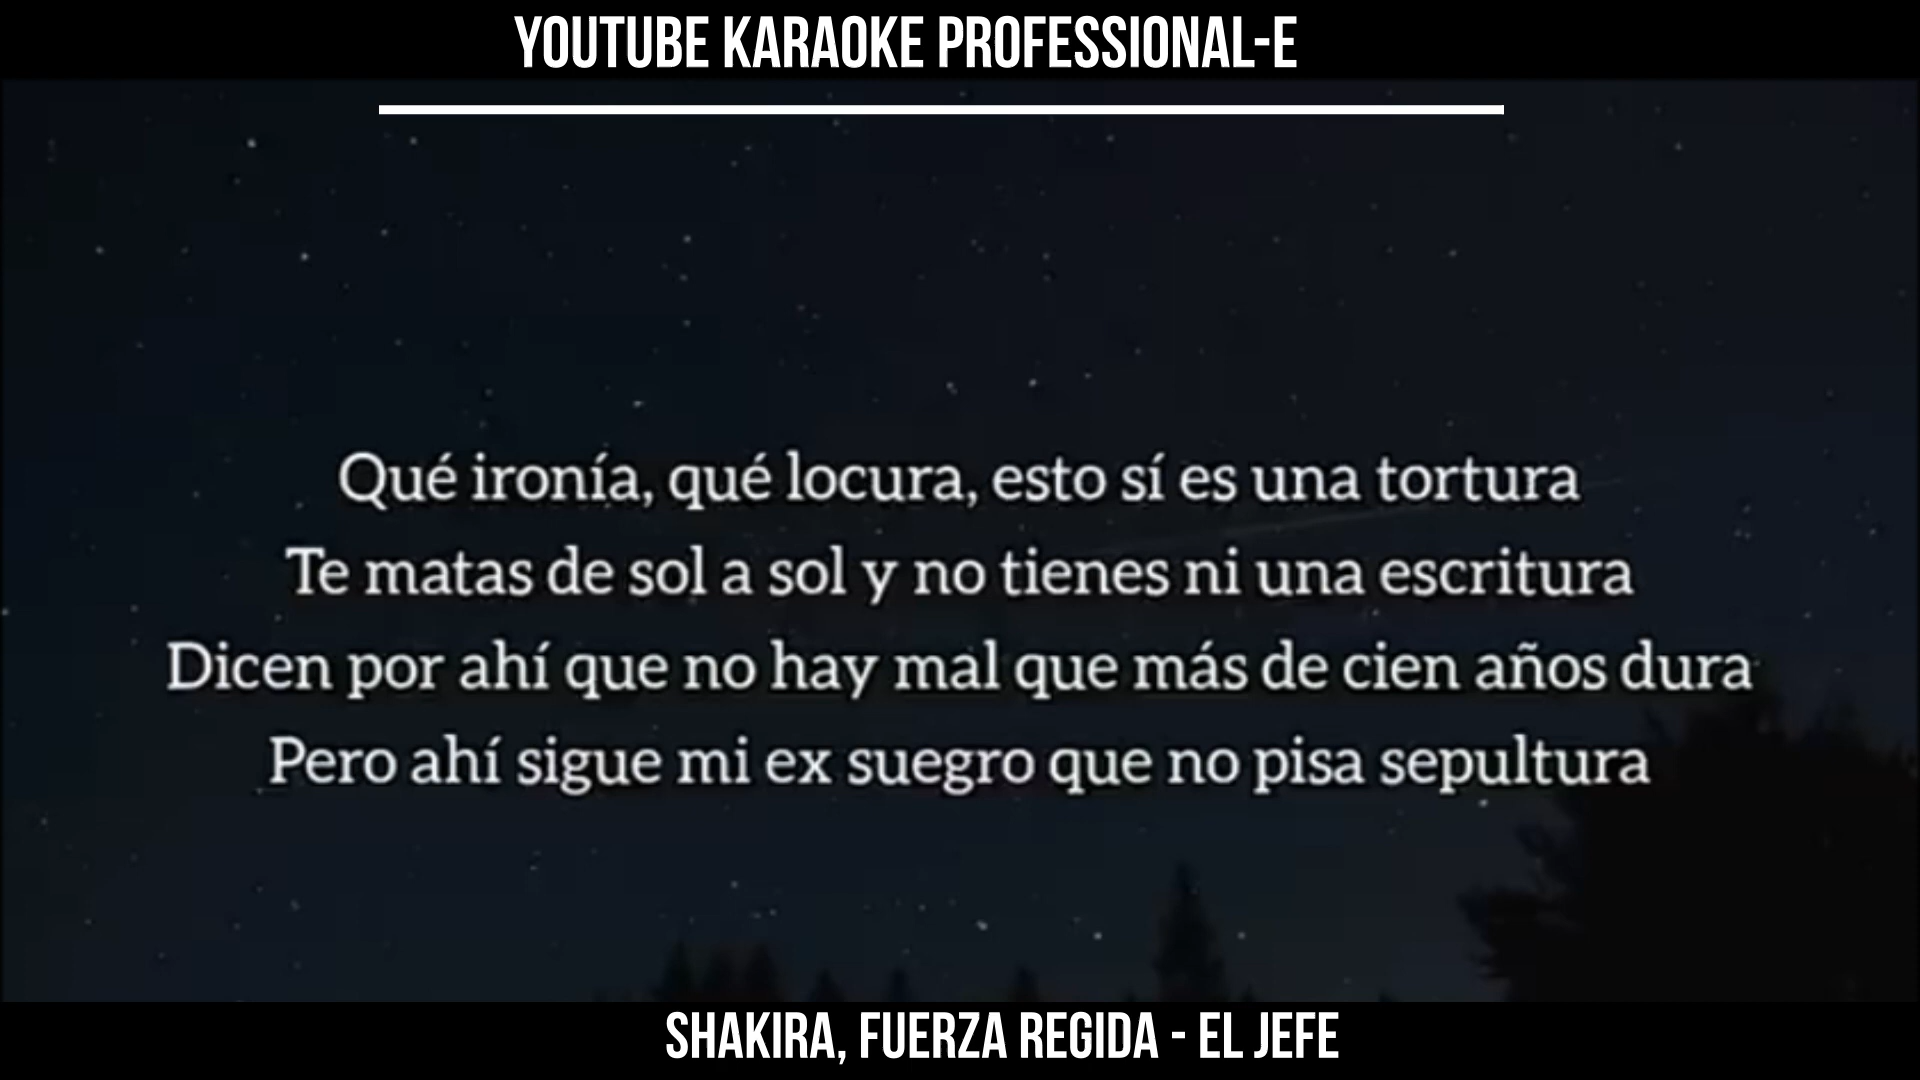 YOUTUBE KARAOKE PROFESSIONAL-E
Qué ironía, qué locura, esto sí es una tortura
Te matas de sol a sol y no tienes ni una escritura
Dicen por ahí que no hay mal que más de cien años dura
Pero ahí sigue mi ex suegro que no pisa sepultura
SHAKIRA, FUERZA REGIDA - EL JEFE